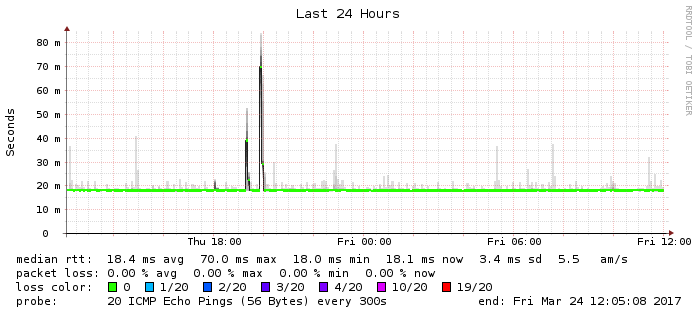 Last 24 Hours
RRDTOOL / TOBI OETIKER
Seconds
80 m
70 m
60 m
50 m
40 m
30 m
20 m
10 m
0
Thu 18:00 Fri 00:00 Fri 06:00 Fri 12:00
median rtt: 18.4 ms avg 70.0 ms max 18.0 ms min 18.1 ms now 3.4 ms sd 5.5 am/s
packet loss: 0.00 % avg 0.00 % max 0.00 % min 0.00 % now
loss color: 0 1/20 2/20 3/20 4/20 10/20 19/20
probe: 20 ICMP Echo Pings (56 Bytes) every 300s end: Fri Mar 24 12:05:08 2017